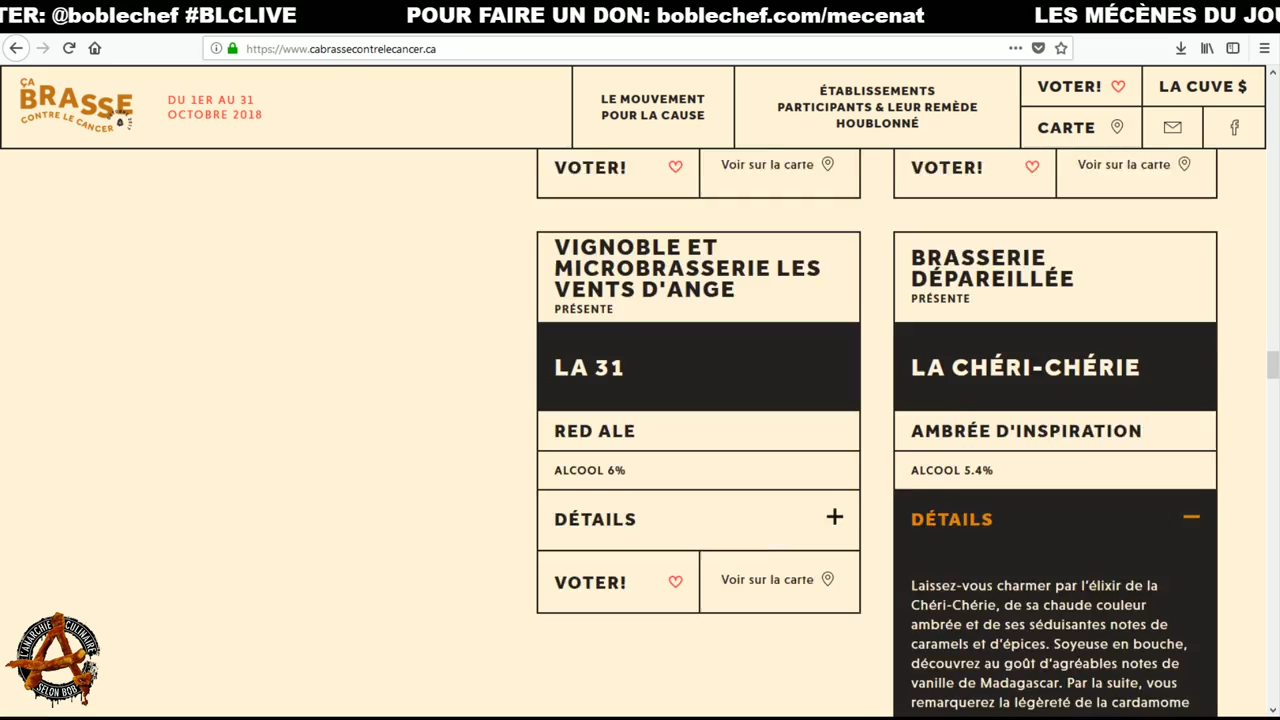 TER: @boblechef #BLCLIVE
POUR FAIRE UN DON: boblechef.com/mecenat
LES MÉCÈNES DU JO
https://www.cabrassecontrelecancer.ca
ÇA
BRASSE
CONTRE LE CANCER
DU 1ER AU 31
OCTOBRE 2018
LE MOUVEMENT
POUR LA CAUSE
ÉTABLISSEMENTS
PARTICIPANTS & LEUR REMÈDE
HOUBLONNÉ
VOTER!
LA CUVE $
CARTE
VOTER!
Voir sur la carte
VOTER!
Voir sur la carte
VIGNOBLE ET
MICROBRASSERIE LES
VENTS D'ANGE
PRÉSENTE
LA 31
RED ALE
ALCOOL 6%
DÉTAILS +
VOTER!
Voir sur la carte
BRASSERIE
DÉPAREILLÉE
PRÉSENTE
LA CHÉRI-CHÉRIE
AMBRÉE D'INSPIRATION
ALCOOL 5.4%
DÉTAILS –
Laissez-vous charmer par l'élixir de la
Chéri-Chérie, de sa chaude couleur
ambrée et de ses séduisantes notes de
caramels et d'épices. Soyeuse en bouche,
découvrez au goût d'agréables notes de
vanille de Madagascar. Par la suite, vous
remarquerez la légèreté de la cardamome
L'ANARCHIE CULINAIRE
SELON BOB